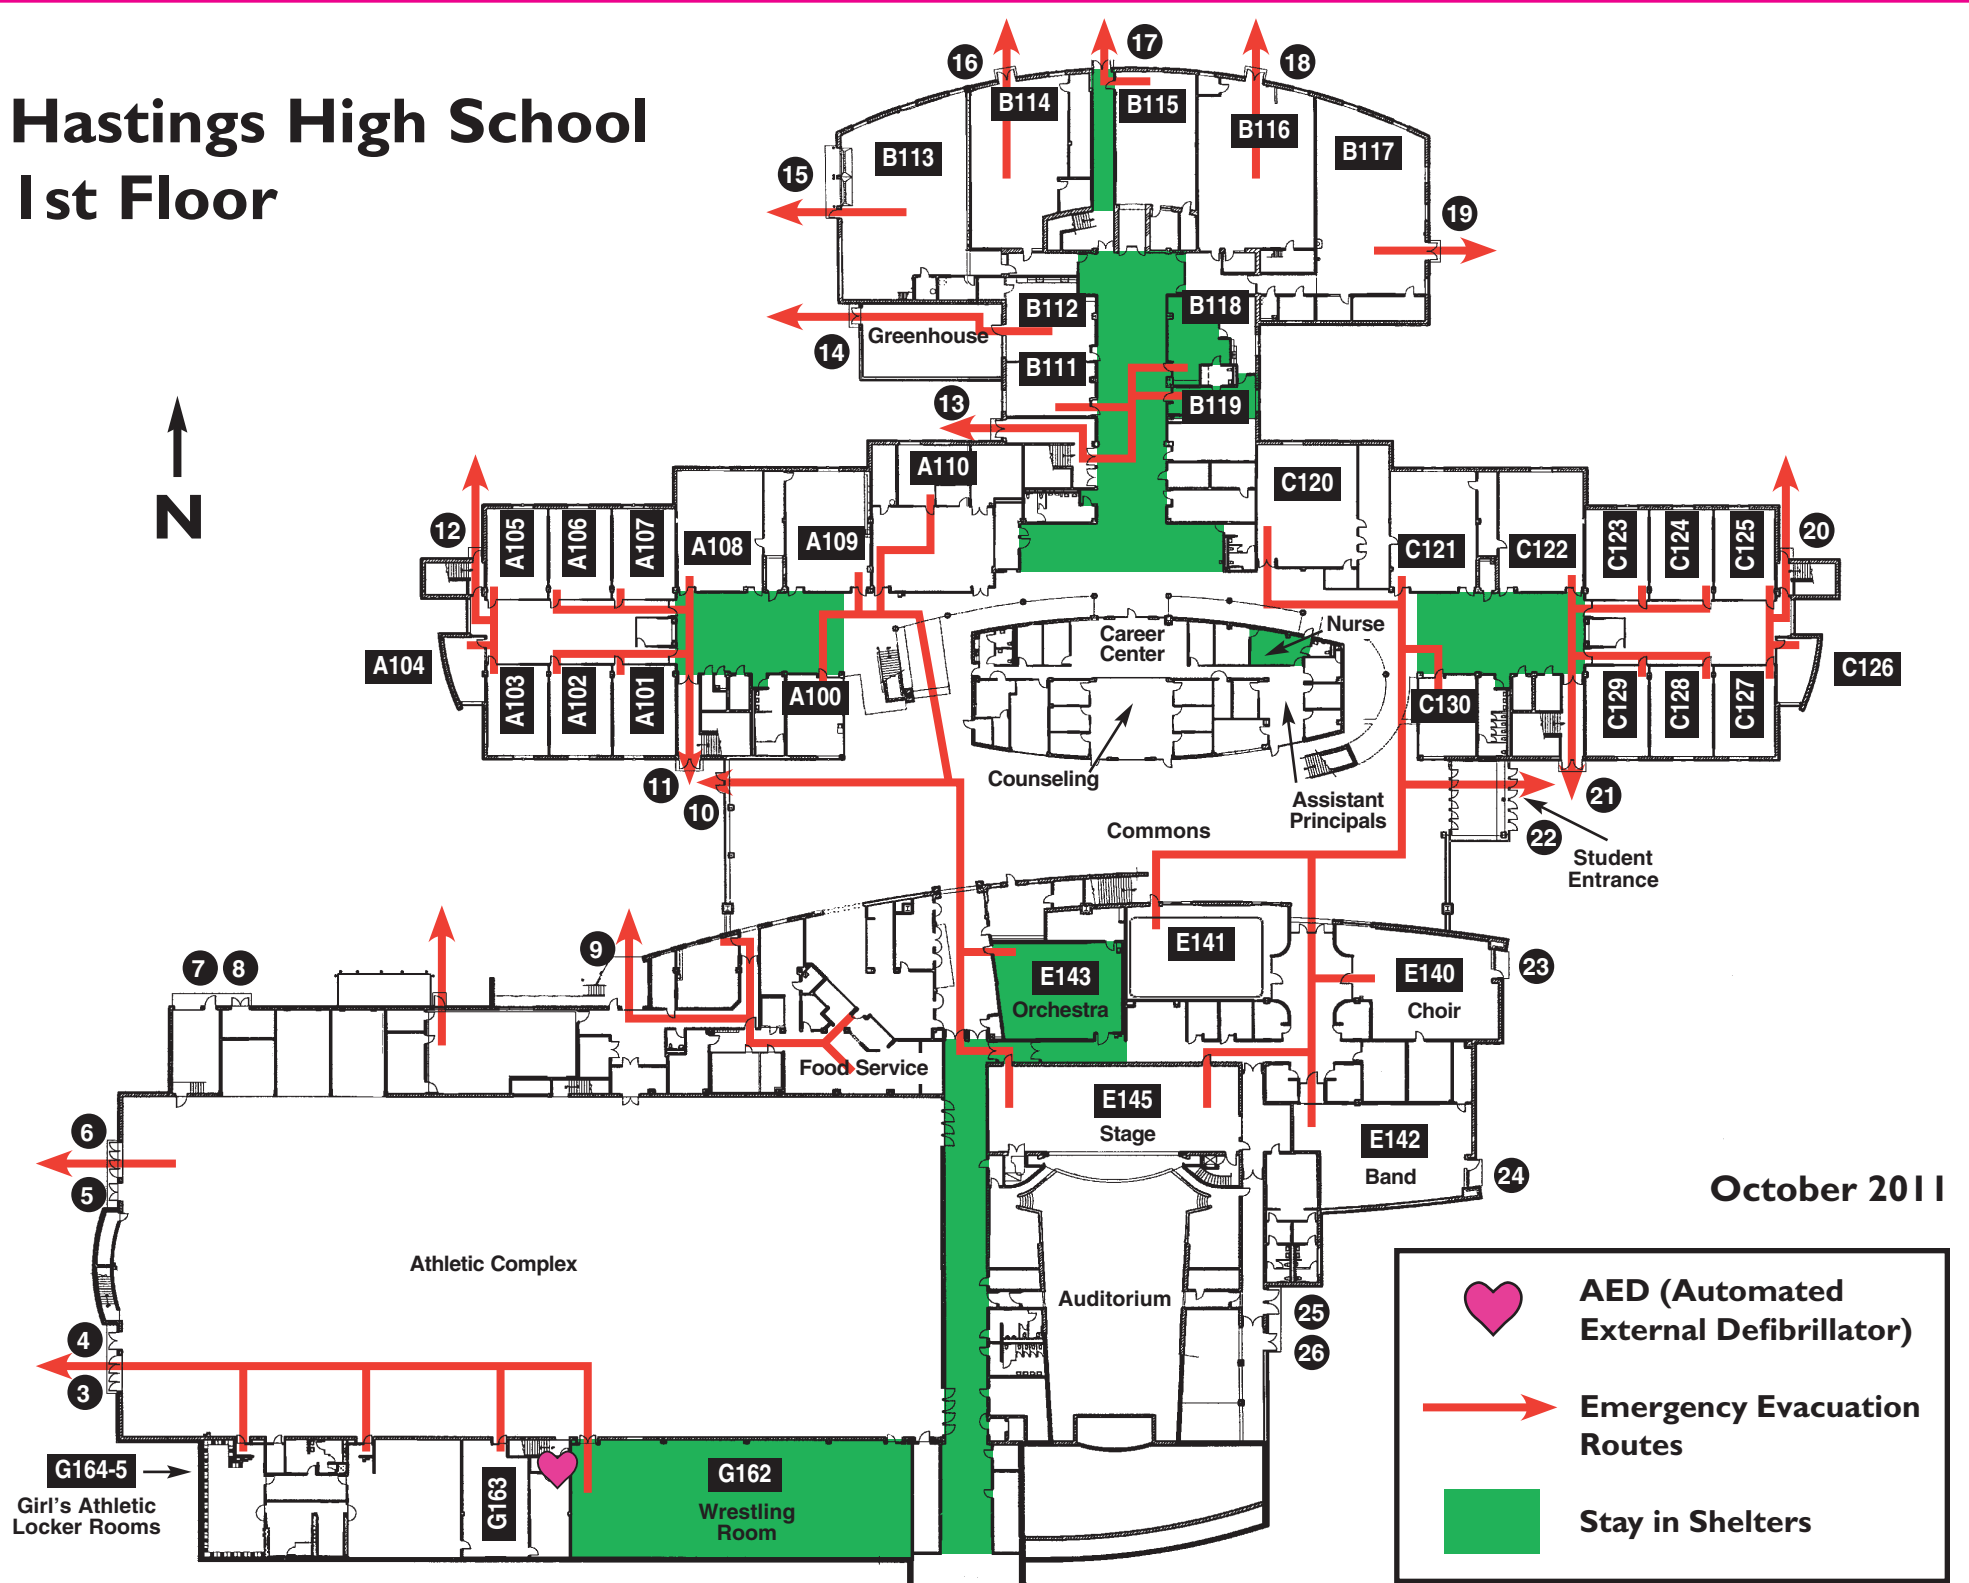 Hastings High School
1st Floor
N
16
17
18
B114
B115
B116
B113
B117
15
19
B112
B118
Greenhouse
14
B111
B119
13
A110
C120
12
A105
A106
A107
A108
A109
C121
C122
C123
C124
C125
20
Career
Center
Nurse
A104
A103
A102
A101
A100
C130
C129
C128
C127
C126
11
10
Counseling
Assistant
Principals
21
22
Commons
Student
Entrance
7
8
9
E141
E143
Orchestra
E140
Choir
23
Food Service
E145
Stage
E142
Band
24
6
5
October 2011
Athletic Complex
Auditorium
25
26
4
3
G164-5
Girl's Athletic
Locker Rooms
G163
G162
Wrestling
Room
AED (Automated
External Defibrillator)
Emergency Evacuation
Routes
Stay in Shelters